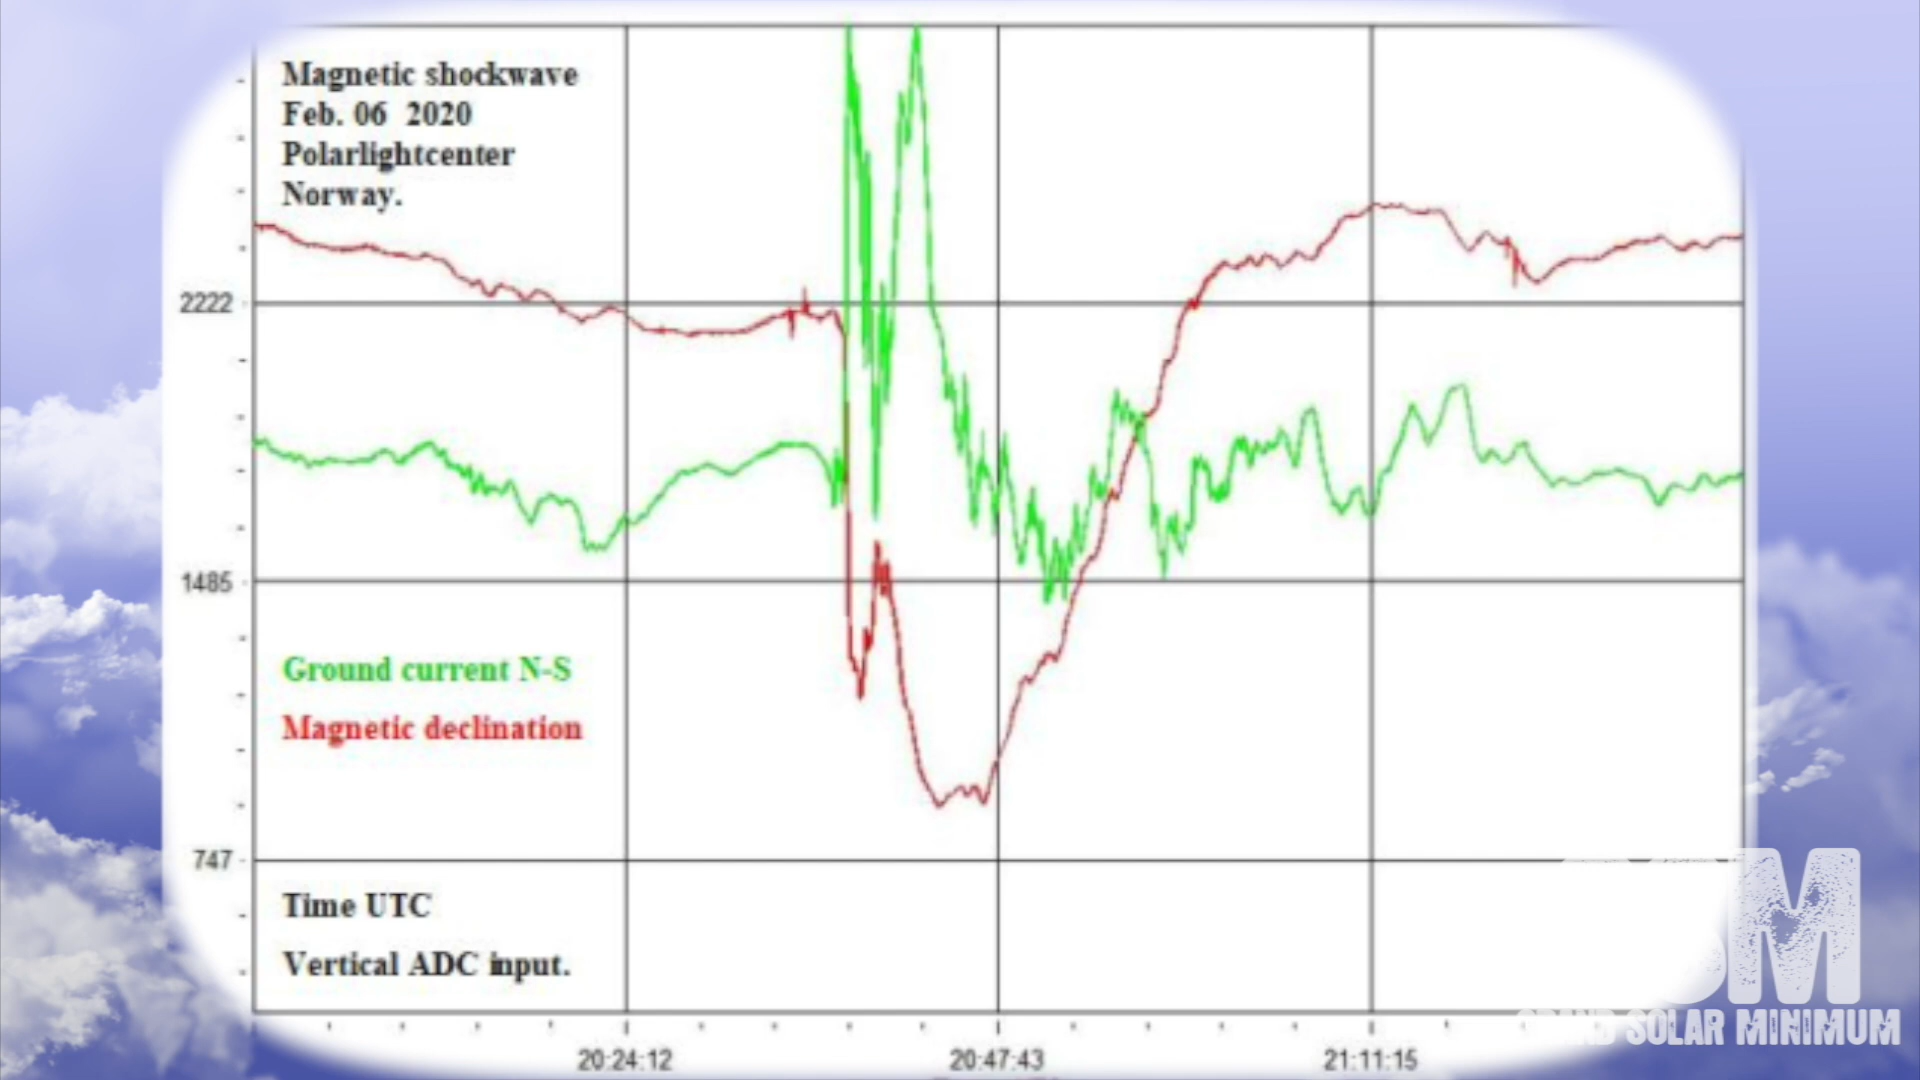 Magnetic shockwave
Feb. 06 2020
Polarlightcenter
Norway.
2222
1485
Ground current N-S
Magnetic declination
747
Time UTC
Vertical ADC input.
M
GRAND SOLAR MINIMUM
20:24:12
20:47:43
21:11:15